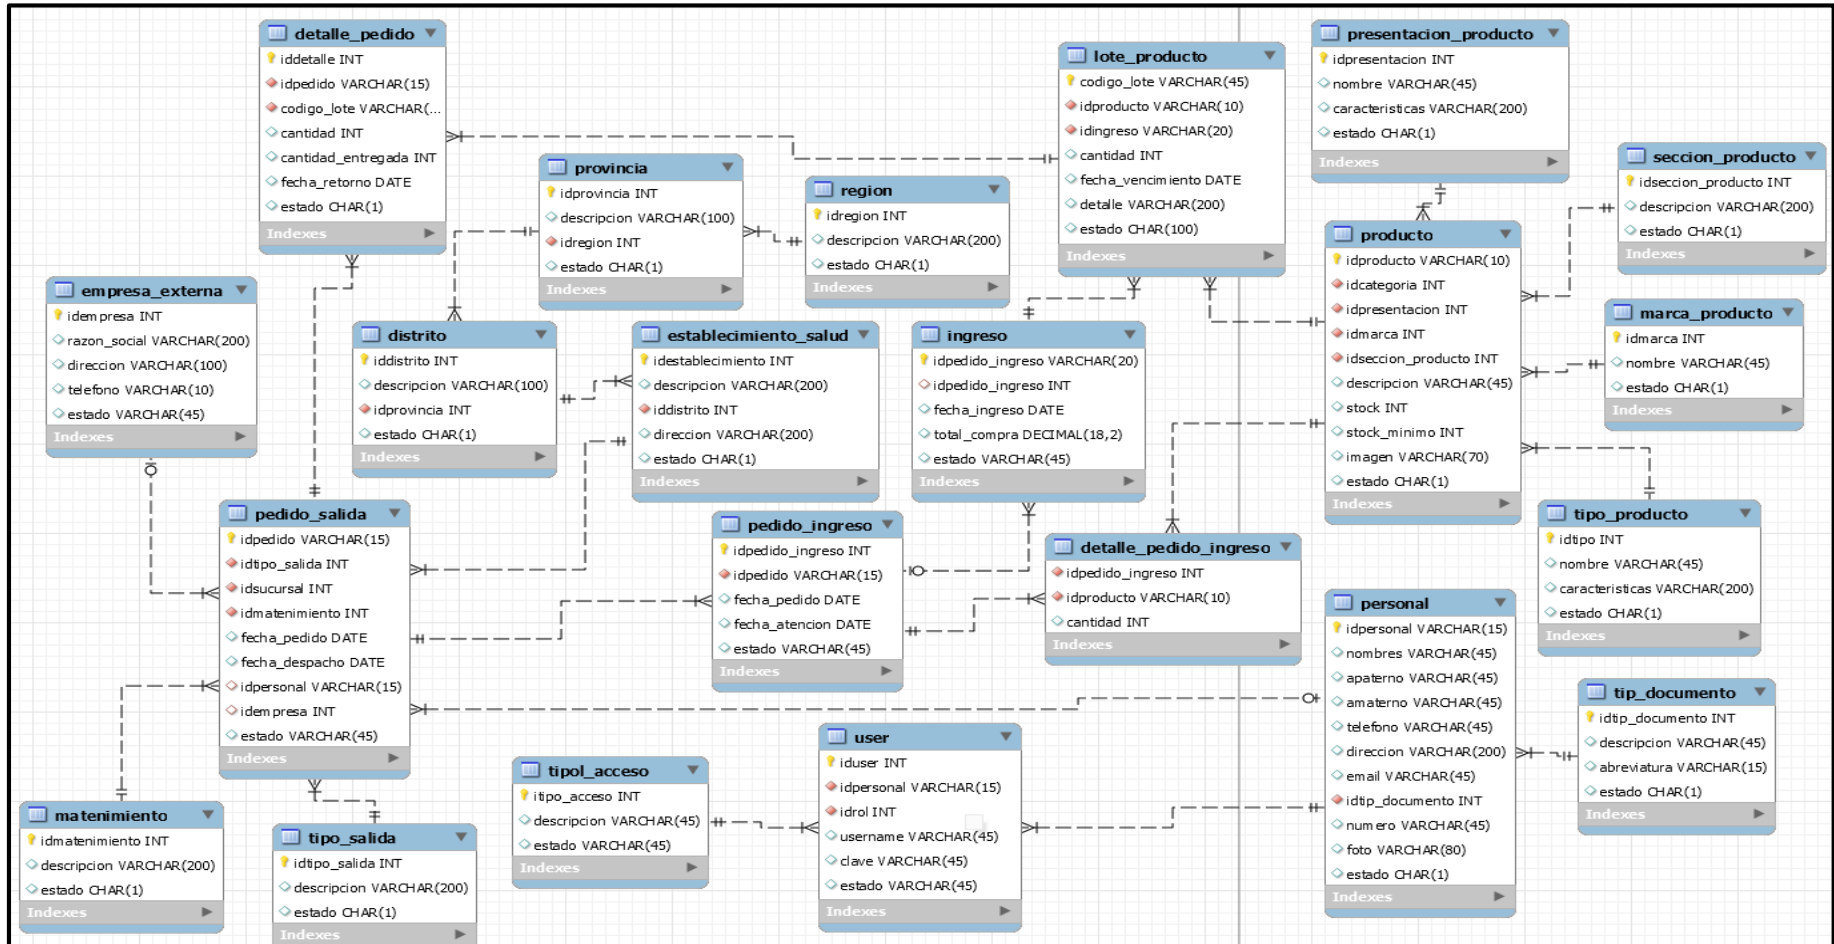 detalle_pedido
iddetalle INT
idpedido VARCHAR(15)
codigo_lote VARCHAR(...
cantidad INT
cantidad_entregada INT
fecha_retorno DATE
estado CHAR(1)
Indexes
provincia
idprovincia INT
descripcion VARCHAR(100)
idregion INT
estado CHAR(1)
Indexes
region
idregion INT
descripcion VARCHAR(200)
estado CHAR(1)
Indexes
lote_producto
codigo_lote VARCHAR(45)
idproducto VARCHAR(10)
idingreso VARCHAR(20)
cantidad INT
fecha_vencimiento DATE
detalle VARCHAR(200)
estado CHAR(100)
Indexes
presentacion_producto
idpresentacion INT
nombre VARCHAR(45)
caracteristicas VARCHAR(200)
estado CHAR(1)
Indexes
seccion_producto
idseccion_producto INT
descripcion VARCHAR(200)
estado CHAR(1)
Indexes
empresa_externa
idempresa INT
razon_social VARCHAR(200)
direccion VARCHAR(100)
telefono VARCHAR(10)
estado VARCHAR(45)
Indexes
distrito
iddistrito INT
descripcion VARCHAR(100)
idprovincia INT
estado CHAR(1)
Indexes
establecimiento_salud
idestablecimiento INT
descripcion VARCHAR(200)
iddistrito INT
direccion VARCHAR(200)
estado CHAR(1)
Indexes
ingreso
idpedido_ingreso VARCHAR(20)
idpedido_ingreso INT
fecha_ingreso DATE
total_compra DECIMAL(18,2)
estado VARCHAR(45)
Indexes
producto
idproducto VARCHAR(10)
idcategoria INT
idpresentacion INT
idmarca INT
idseccion_producto INT
descripcion VARCHAR(45)
stock INT
stock_minimo INT
imagen VARCHAR(70)
estado CHAR(1)
Indexes
marca_producto
idmarca INT
nombre VARCHAR(45)
estado CHAR(1)
Indexes
pedido_salida
idpedido VARCHAR(15)
idtipo_salida INT
idsucursal INT
idmatenimiento INT
fecha_pedido DATE
fecha_despacho DATE
idpersonal VARCHAR(15)
idempresa INT
estado VARCHAR(45)
Indexes
pedido_ingreso
idpedido_ingreso INT
idpedido VARCHAR(15)
fecha_pedido DATE
fecha_atencion DATE
estado VARCHAR(45)
Indexes
detalle_pedido_ingreso
idpedido_ingreso INT
idproducto VARCHAR(10)
cantidad INT
Indexes
tipo_producto
idtipo INT
nombre VARCHAR(45)
caracteristicas VARCHAR(200)
estado CHAR(1)
Indexes
personal
idpersonal VARCHAR(15)
nombres VARCHAR(45)
apaterno VARCHAR(45)
amaterno VARCHAR(45)
telefono VARCHAR(45)
direccion VARCHAR(200)
email VARCHAR(45)
idtip_documento INT
numero VARCHAR(45)
foto VARCHAR(80)
estado CHAR(1)
Indexes
tip_documento
idtip_documento INT
descripcion VARCHAR(45)
abreviatura VARCHAR(15)
estado CHAR(1)
Indexes
matenimiento
idmatenimiento INT
descripcion VARCHAR(200)
estado CHAR(1)
Indexes
tipo_salida
idtipo_salida INT
descripcion VARCHAR(200)
estado CHAR(1)
Indexes
tipol_acceso
itipo_acceso INT
descripcion VARCHAR(45)
estado VARCHAR(45)
Indexes
user
iduser INT
idpersonal VARCHAR(15)
idrol INT
username VARCHAR(45)
clave VARCHAR(45)
estado VARCHAR(45)
Indexes